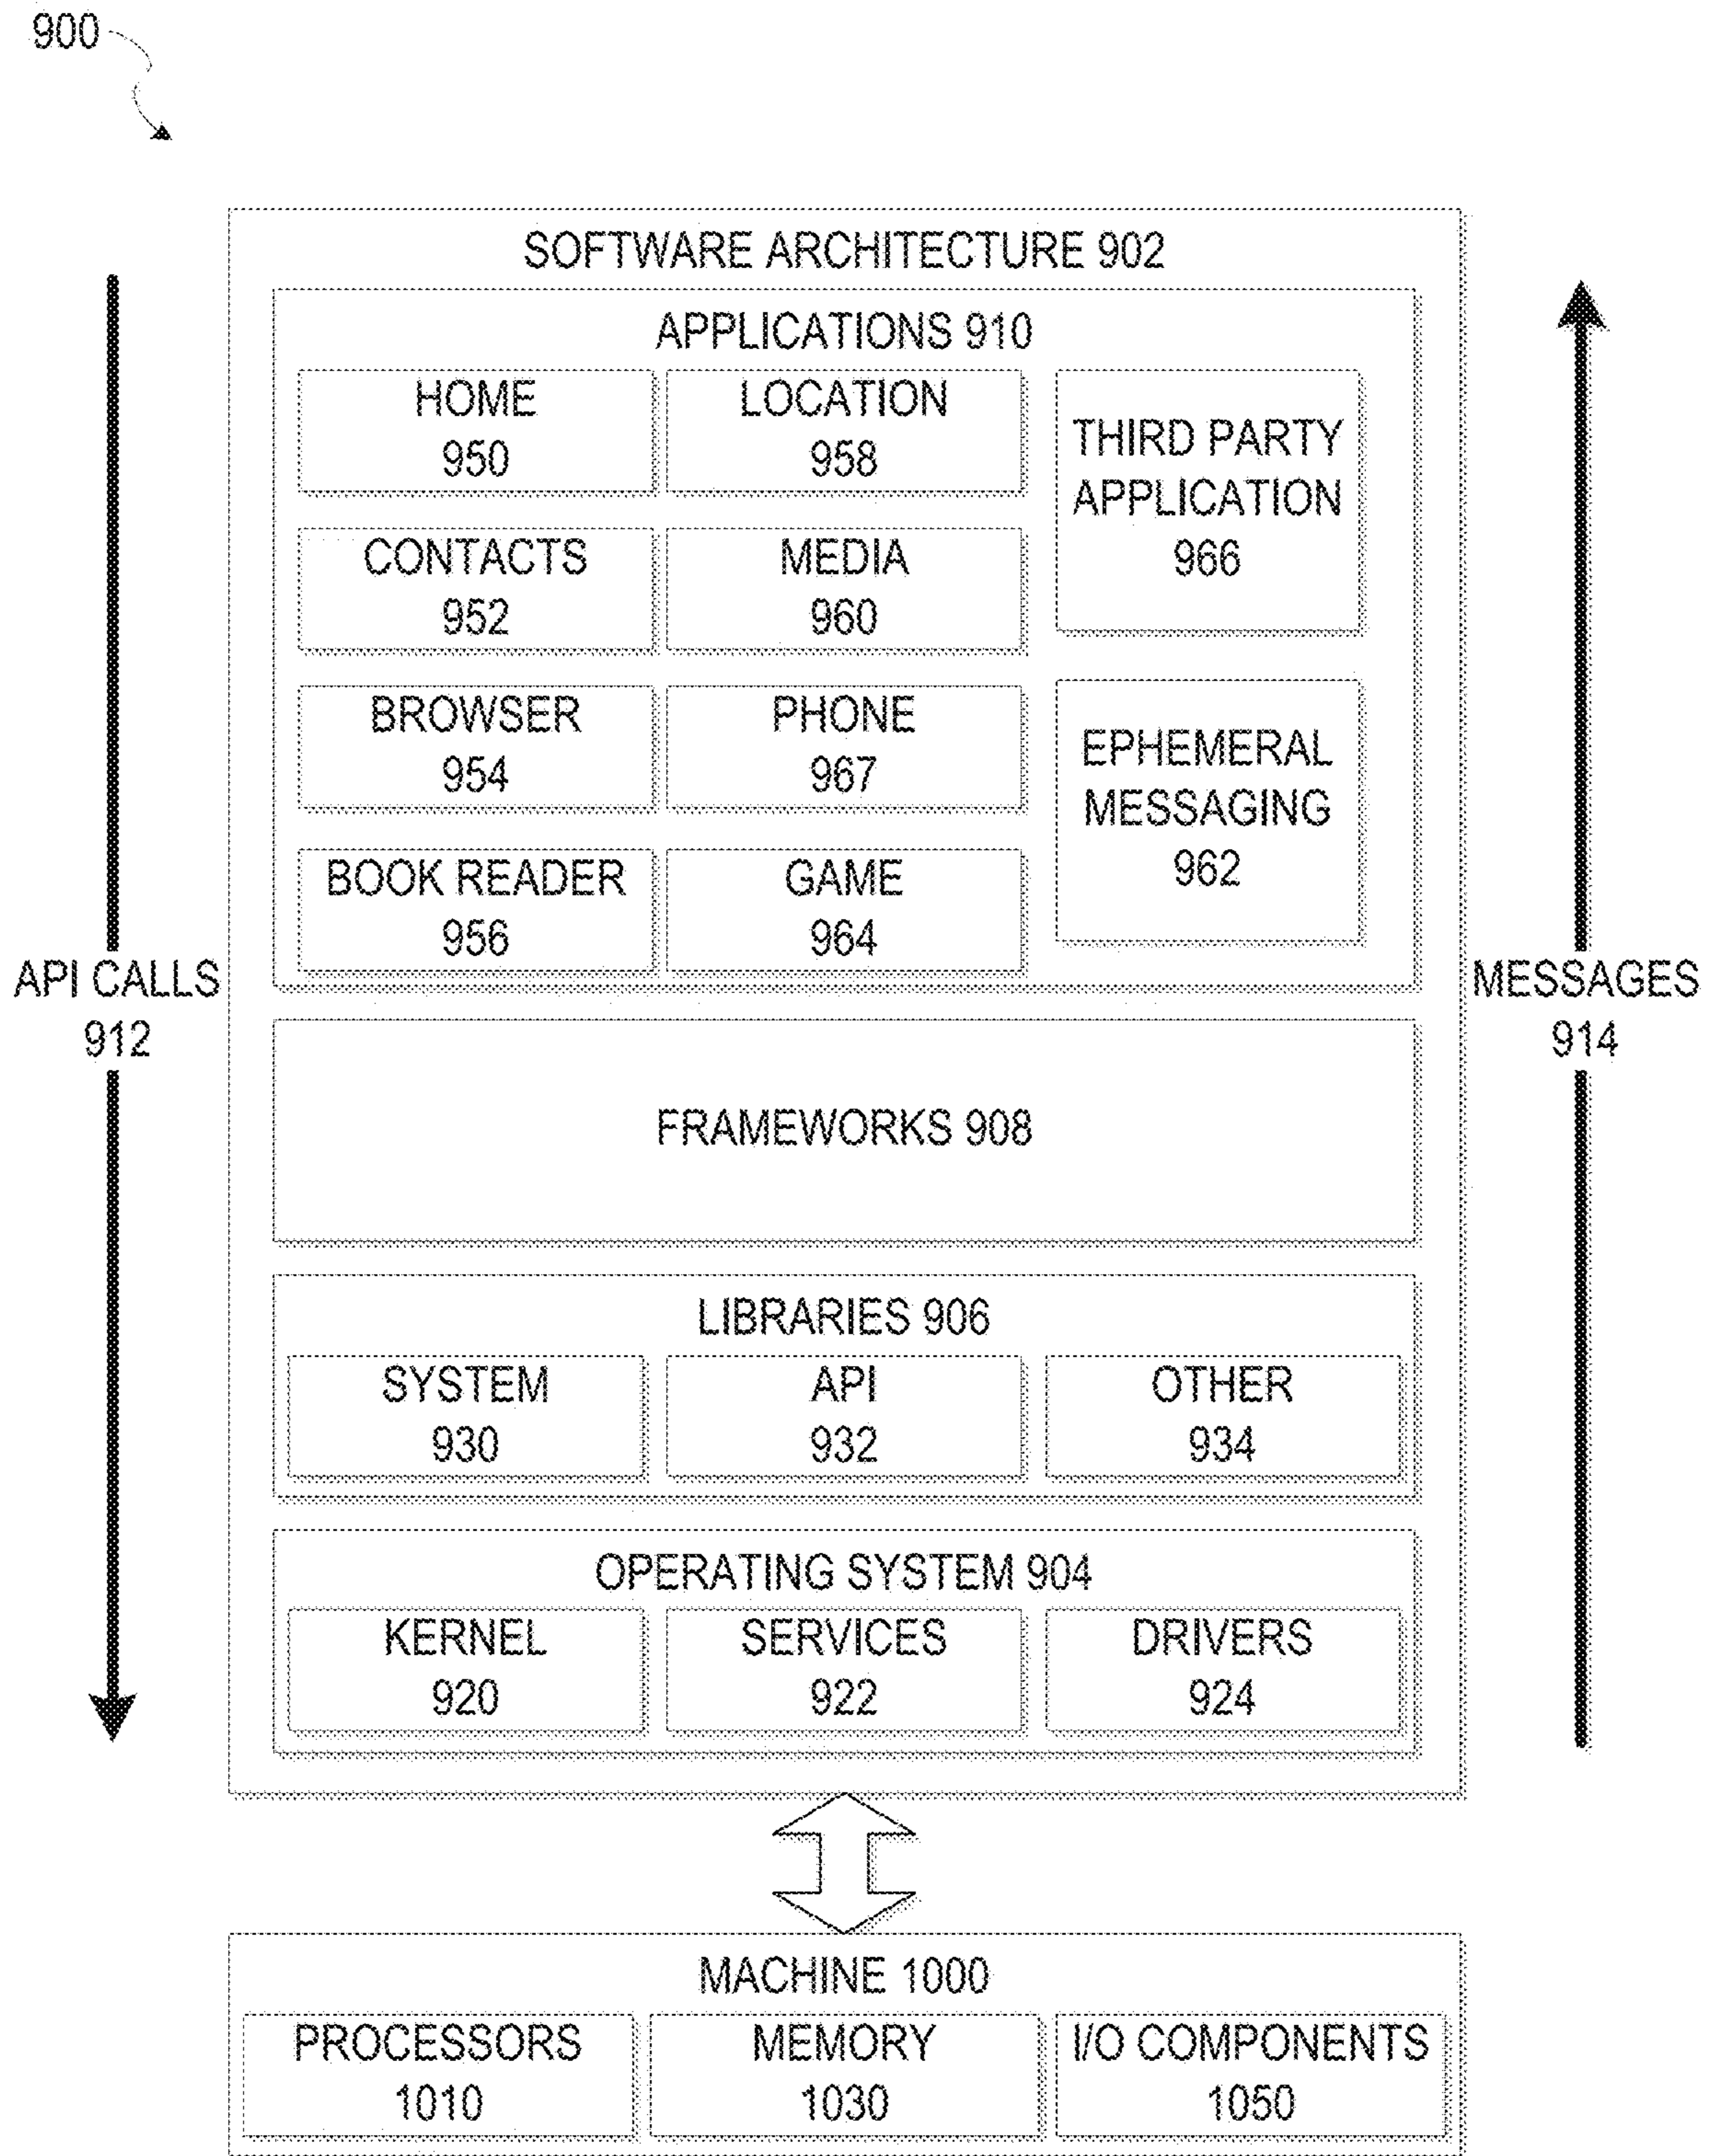 900
SOFTWARE ARCHITECTURE 902
APPLICATIONS 910
HOME
950
LOCATION
958
THIRD PARTY
APPLICATION
966
CONTACTS
952
MEDIA
960
BROWSER
954
PHONE
967
EPHEMERAL
MESSAGING
962
BOOK READER
956
GAME
964
API CALLS
912
MESSAGES
914
FRAMEWORKS 908
LIBRARIES 906
SYSTEM
930
API
932
OTHER
934
OPERATING SYSTEM 904
KERNEL
920
SERVICES
922
DRIVERS
924
MACHINE 1000
PROCESSORS
1010
MEMORY
1030
I/O COMPONENTS
1050